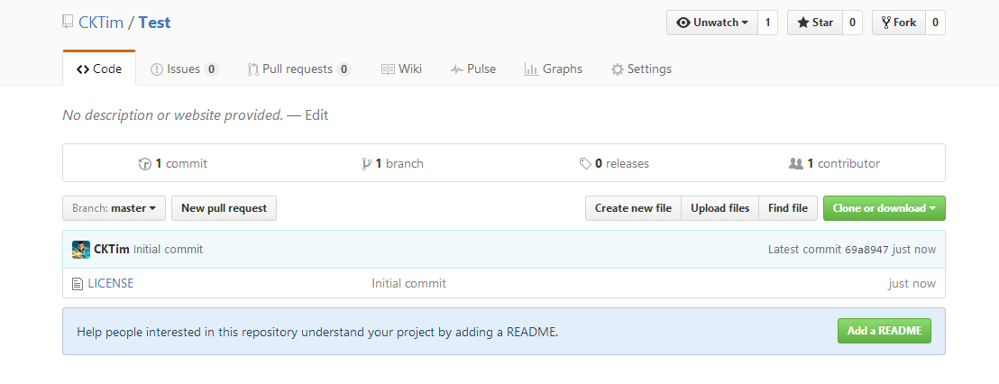 CKTim / Test Unwatch 1 Star 0 Fork 0
Code Issues 0 Pull requests 0 Wiki Pulse Graphs Settings
No description or website provided. — Edit
1 commit 1 branch 0 releases 1 contributor
Branch: master New pull request Create new file Upload files Find file Clone or download
CKTim Initial commit Latest commit 69a8947 just now
LICENSE Initial commit just now
Help people interested in this repository understand your project by adding a README. Add a README